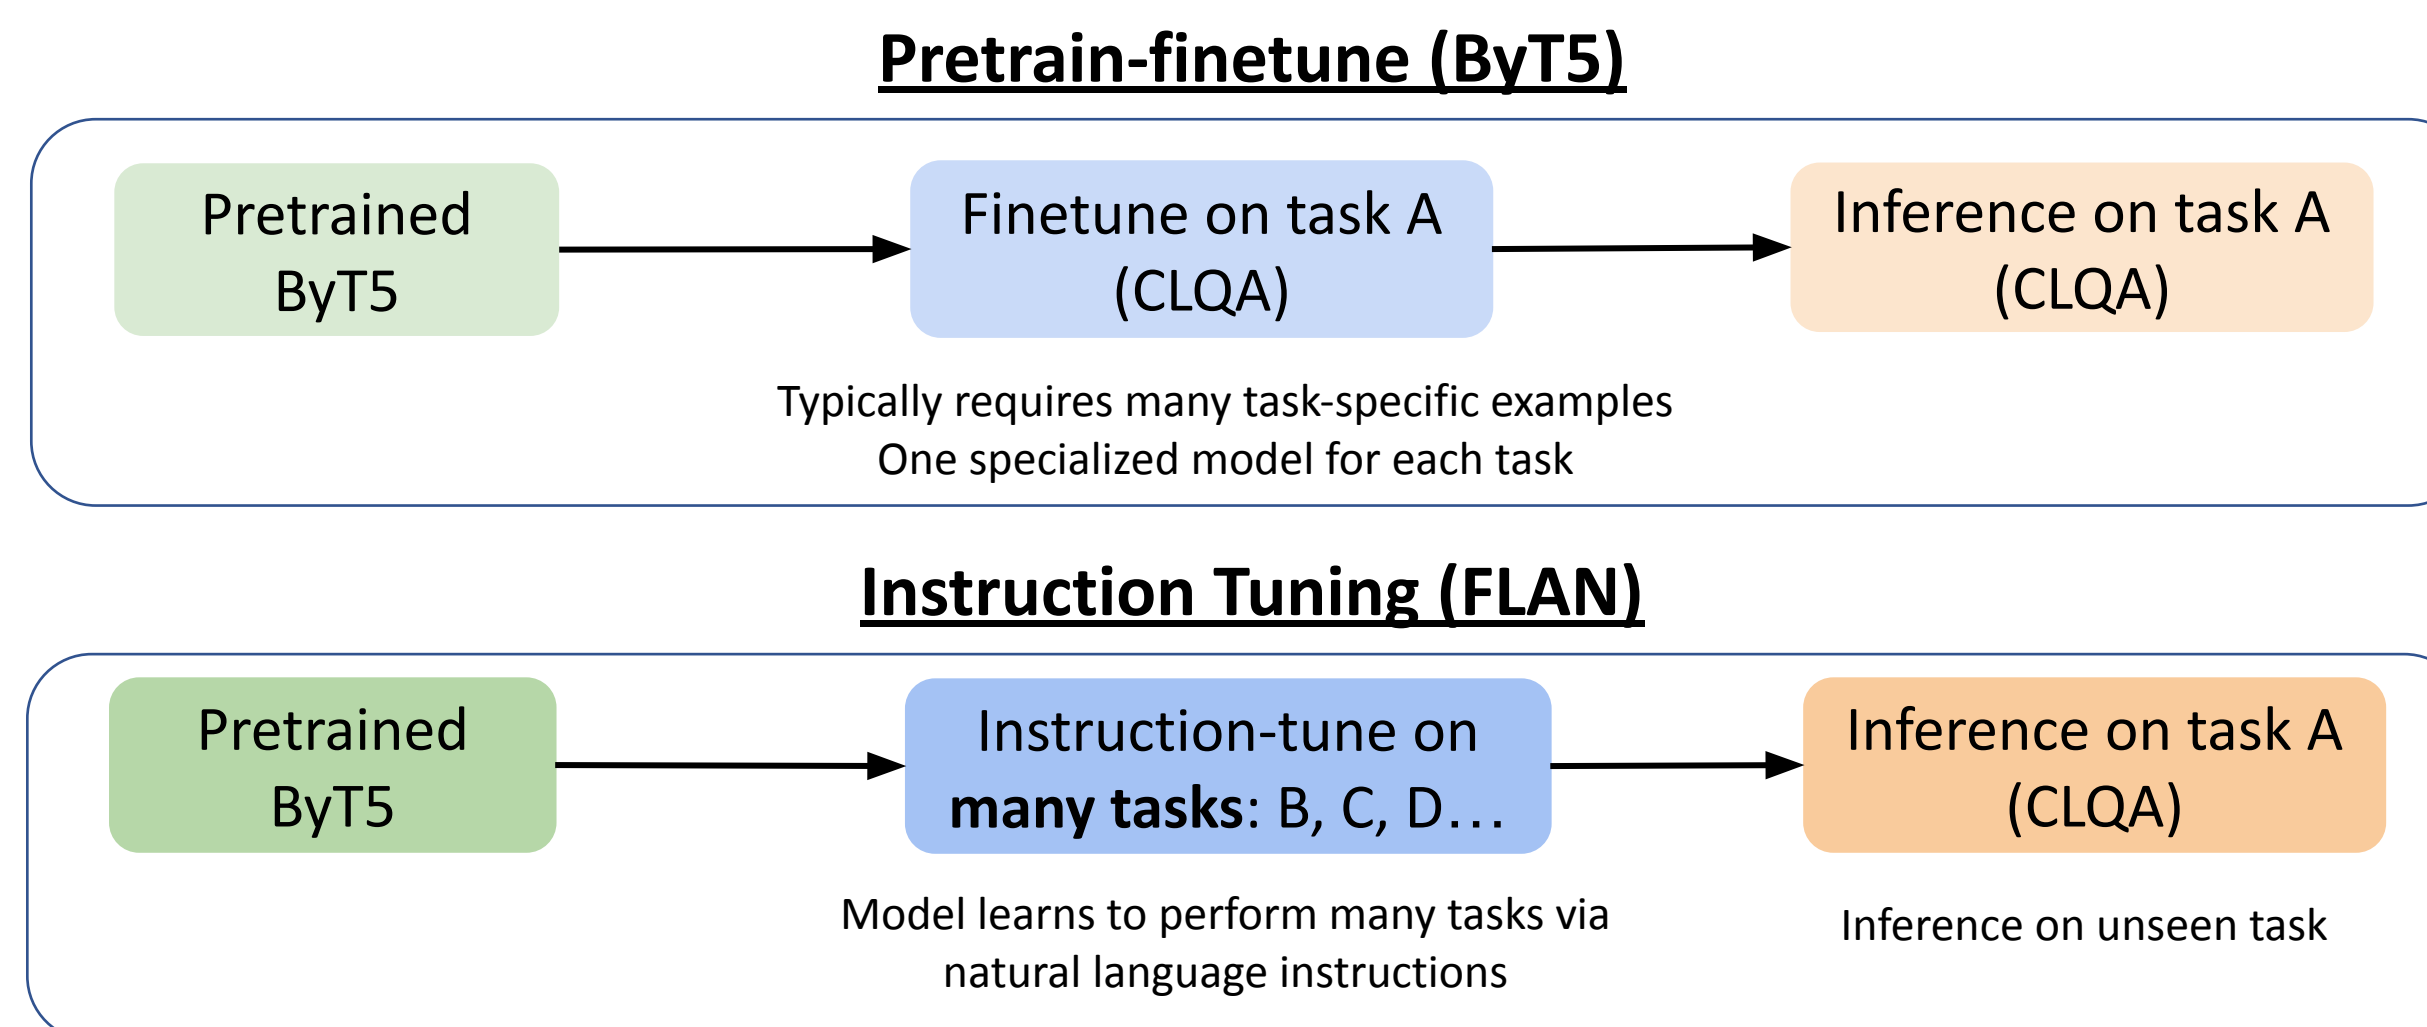 Pretrain-finetune (ByT5)
Pretrained
ByT5
Finetune on task A
(CLQA)
Inference on task A
(CLQA)
Typically requires many task-specific examples
One specialized model for each task
Instruction Tuning (FLAN)
Pretrained
ByT5
Instruction-tune on
many tasks: B, C, D…
Inference on task A
(CLQA)
Model learns to perform many tasks via
natural language instructions
Inference on unseen task